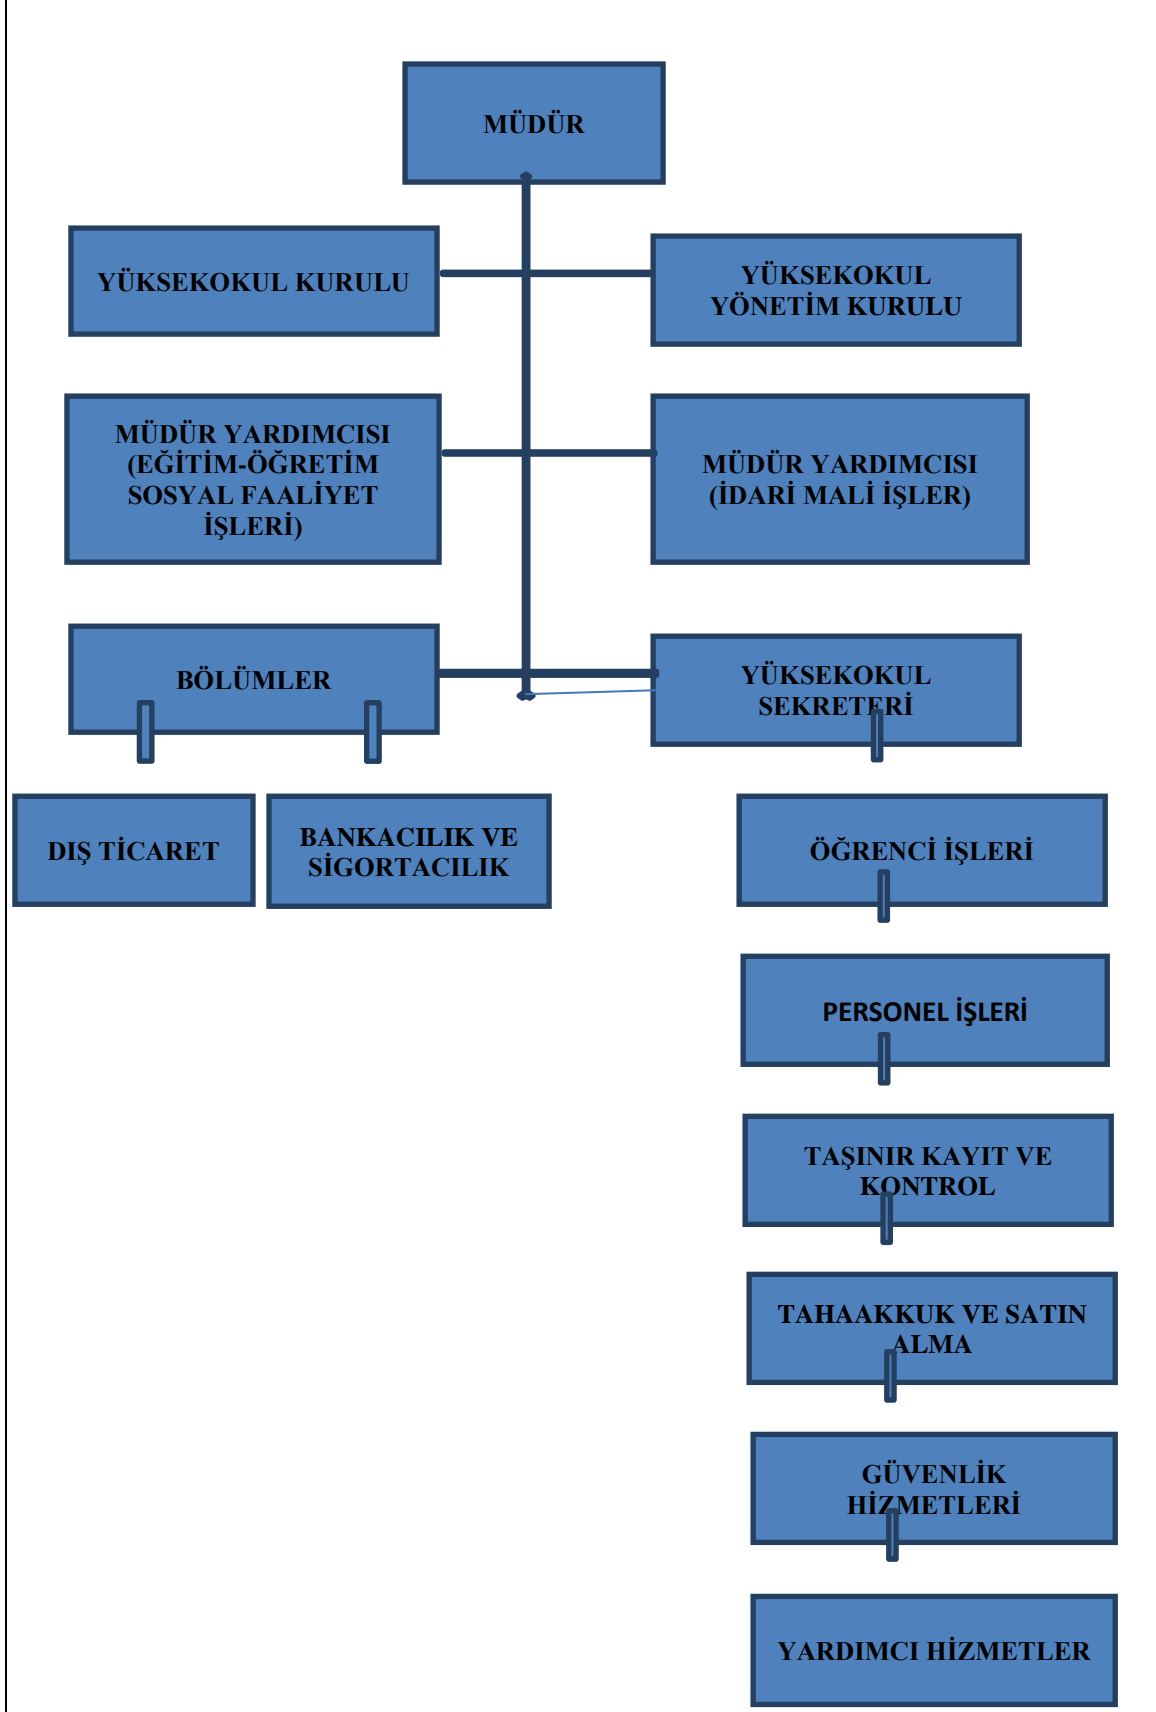 MÜDÜR
YÜKSEKOKUL KURULU
YÜKSEKOKUL
YÖNETİM KURULU
MÜDÜR YARDIMCISI
(EĞİTİM-ÖĞRETİM
SOSYAL FAALİYET
İŞLERİ)
MÜDÜR YARDIMCISI
(İDARİ MALİ İŞLER)
BÖLÜMLER
YÜKSEKOKUL
SEKRETERİ
DIŞ TİCARET
BANKACILIK VE
SİGORTACILIK
ÖĞRENCİ İŞLERİ
PERSONEL İŞLERİ
TAŞINIR KAYIT VE
KONTROL
TAHAAKKUK VE SATIN
ALMA
GÜVENLİK
HİZMETLERİ
YARDIMCI HİZMETLER